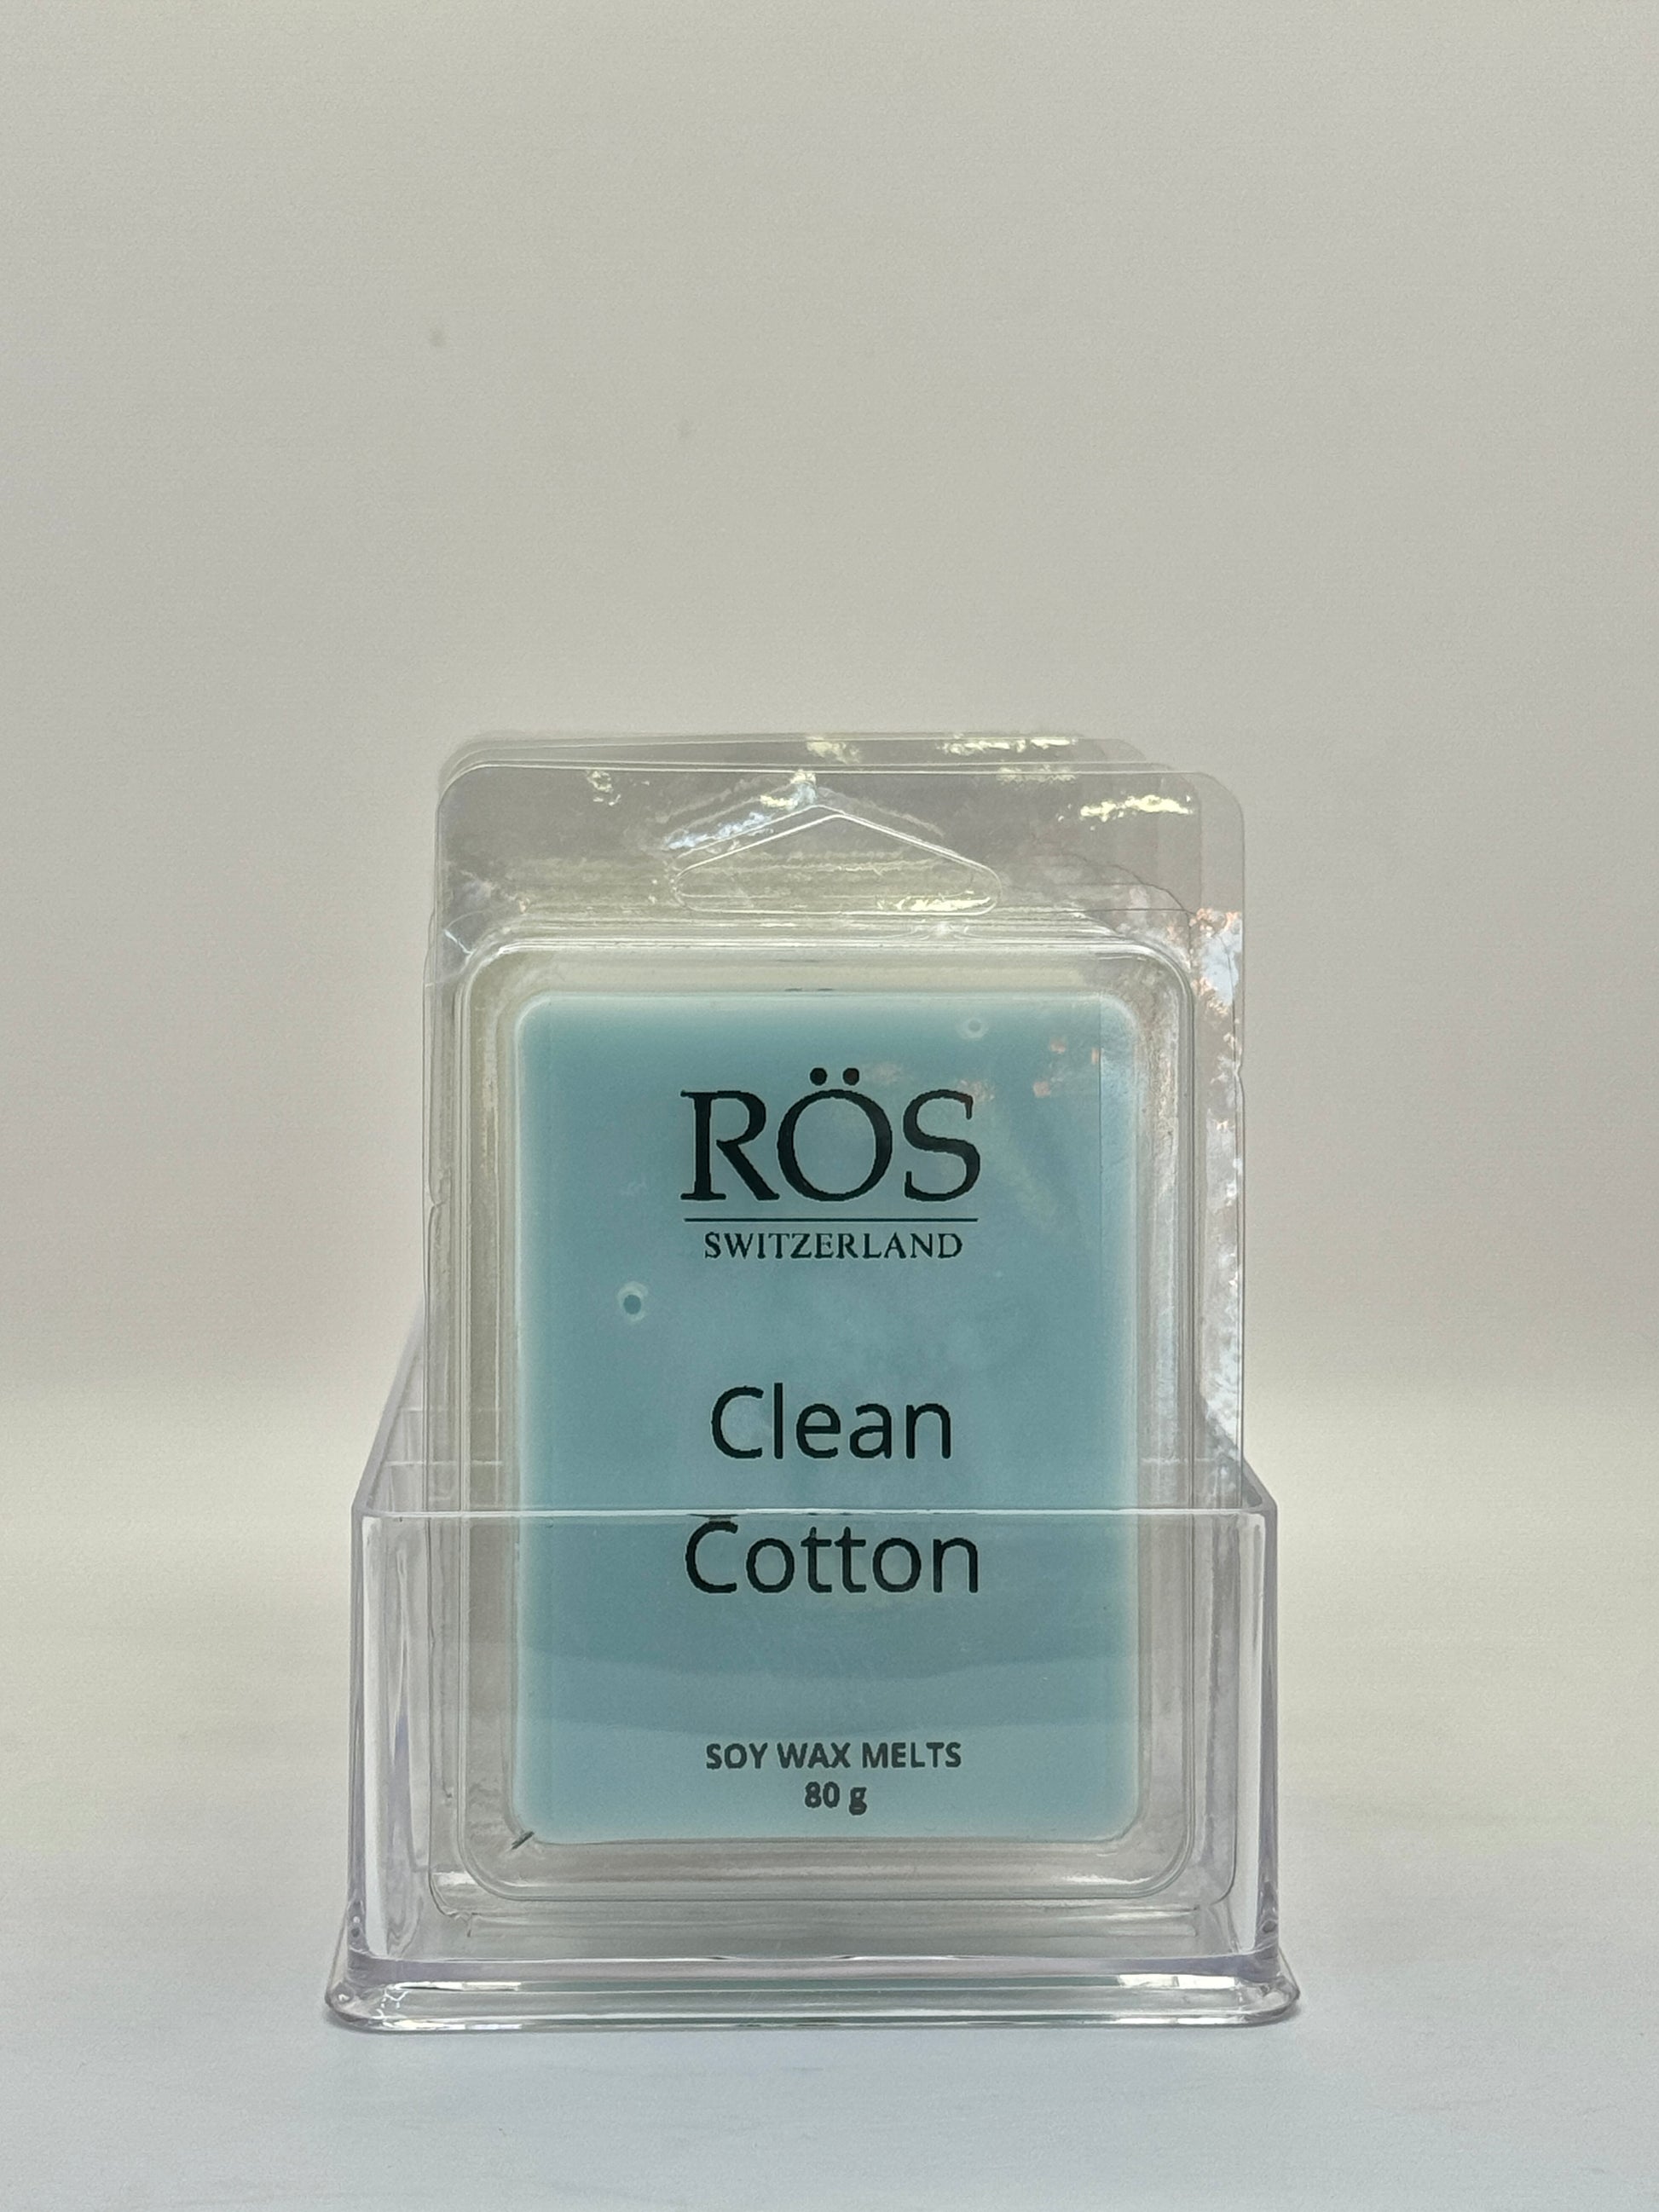 RÖS
SWITZERLAND
Clean
Cotton
SOY WAX MELTS
80 g